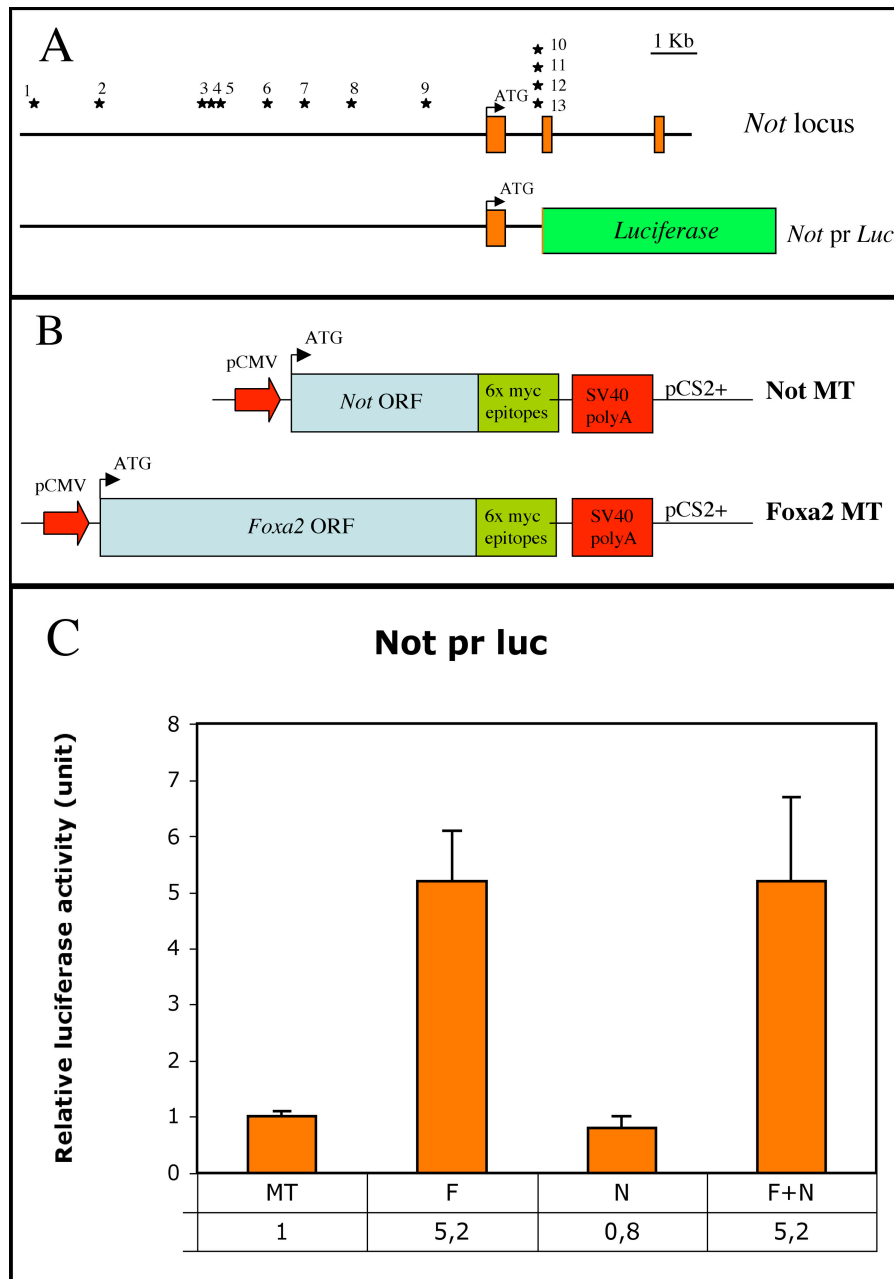 A
1 Kb
10
11
12
13
1 2 3 4 5 6 7 8 9
ATG
Not locus
ATG
Luciferase
Not pr Luc
B
ATG
pCMV
Not ORF
6x myc
epitopes
SV40
polyA
pCS2+
Not MT
ATG
pCMV
Foxa2 ORF
6x myc
epitopes
SV40
polyA
pCS2+
Foxa2 MT
C
Not pr luc
Relative luciferase activity (unit)
8
7
6
5
4
3
2
1
0
MT F N F+N
1 5,2 0,8 5,2